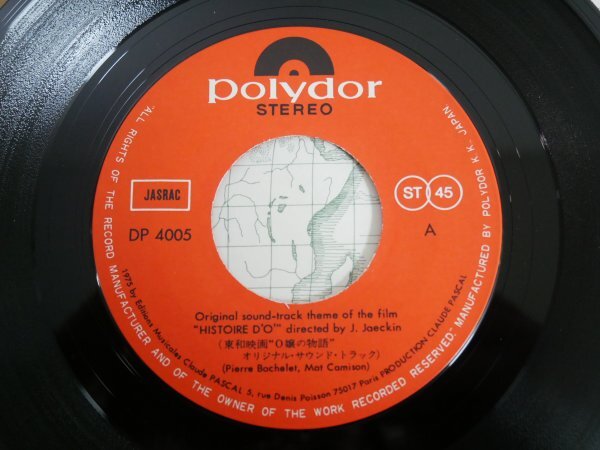 polydor
STEREO
JASRAC
ST 45
DP 4005
A
Original sound-track theme of the film
"HISTOIRE D'O" directed by J. Jaeckin
(東和映画“O嬢の物語”
オリジナル・サウンド・トラック)
(Pierre Bachelet, Mat Camison)
1975 by Editions Musicales Claude PASCAL 5, rue Denis Poisson 75017 Paris PRODUCTION CLAUDE PASCAL
"ALL RIGHTS OF THE RECORD MANUFACTURER AND OF THE OWNER OF THE WORK RECORDED RESERVED." MANUFACTURED BY POLYDOR K.K. JAPAN